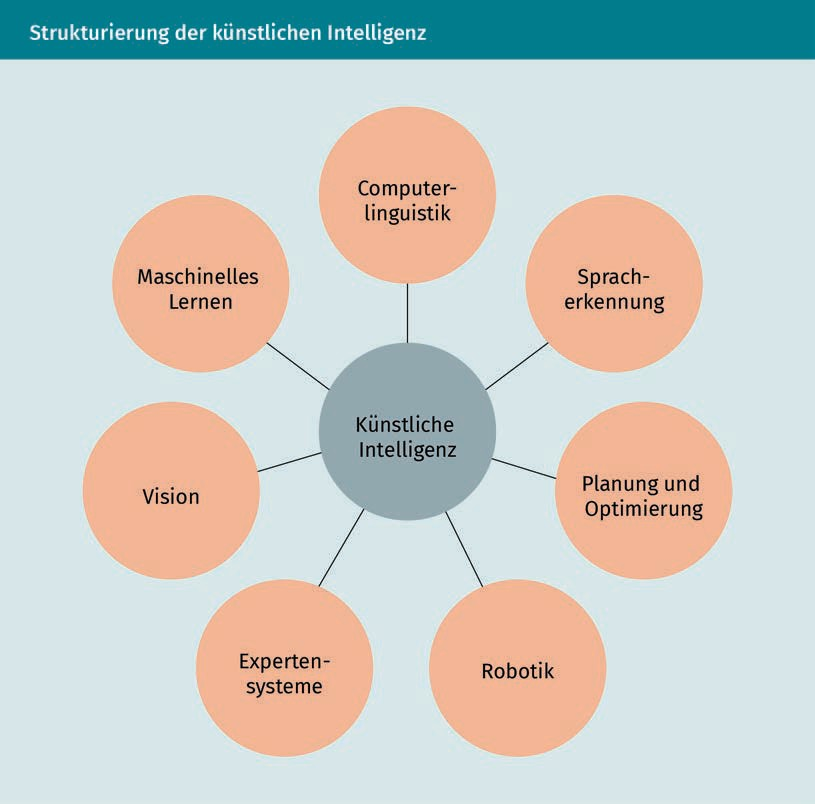 Strukturierung der künstlichen Intelligenz
Computer-
linguistik
Sprach-
erkennung
Planung und
Optimierung
Robotik
Experten-
systeme
Vision
Maschinelles
Lernen
Künstliche
Intelligenz